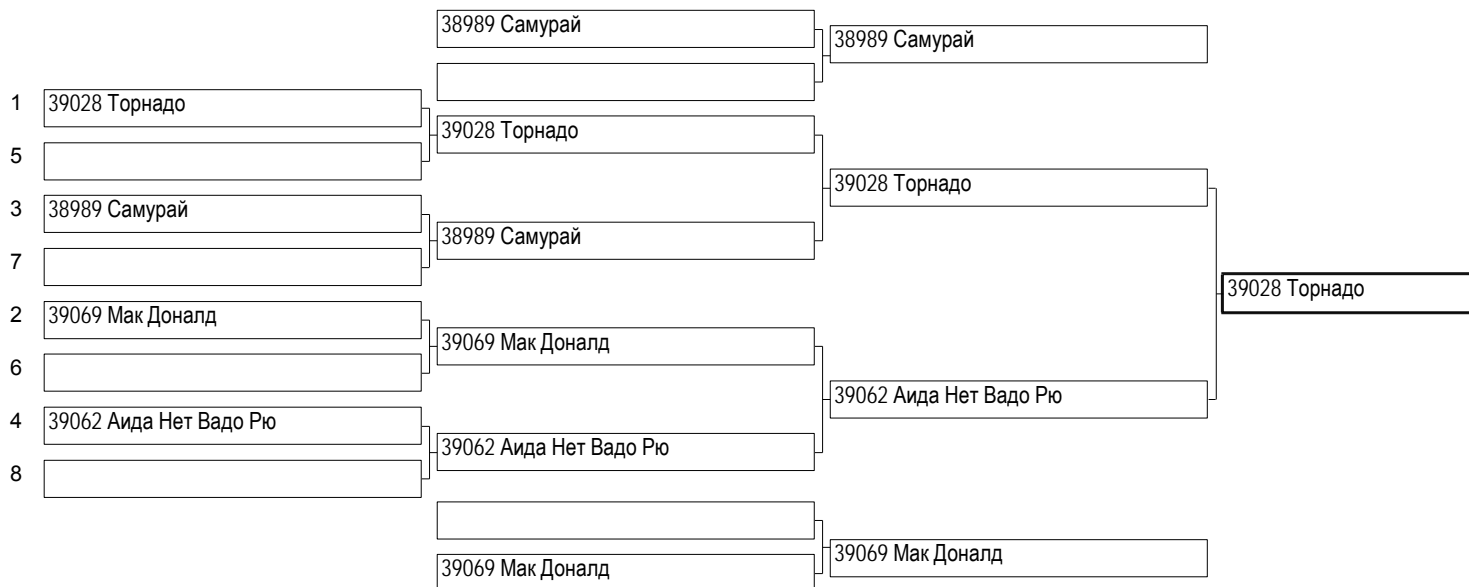 38989 Самурай
38989 Самурай
1 39028 Торнадо
39028 Торнадо
5
39028 Торнадо
3 38989 Самурай
38989 Самурай
7
39028 Торнадо
2 39069 Мак Доналд
39069 Мак Доналд
6
39062 Аида Нет Вадо Рю
4 39062 Аида Нет Вадо Рю
39062 Аида Нет Вадо Рю
8
39069 Мак Доналд
39069 Мак Доналд